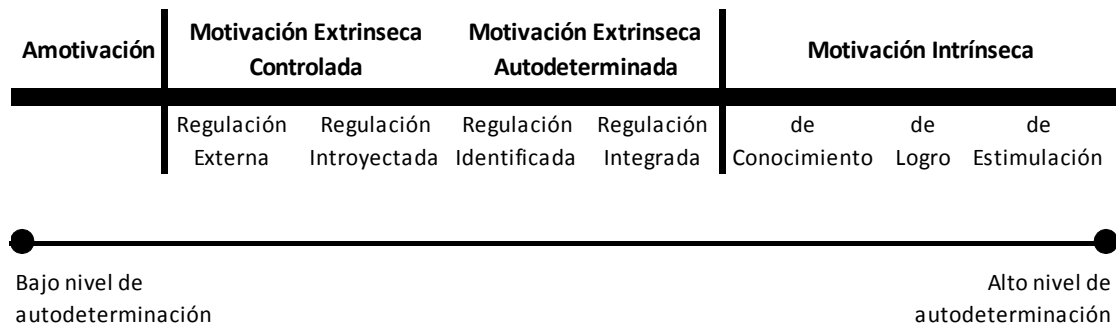 Amotivación
Motivación Extrinseca
Controlada
Motivación Extrinseca
Autodeterminada
Motivación Intrínseca
Regulación
Externa
Regulación
Introyectada
Regulación
Identificada
Regulación
Integrada
de
Conocimiento
de
Logro
de
Estimulación
Bajo nivel de
autodeterminación
Alto nivel de
autodeterminación